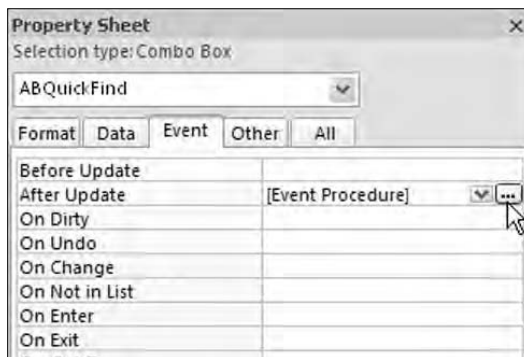 Property Sheet
Selection type: Combo Box
ABQuickFind
Format Data Event Other All
Before Update
After Update [Event Procedure] ...
On Dirty
On Undo
On Change
On Not in List
On Enter
On Exit